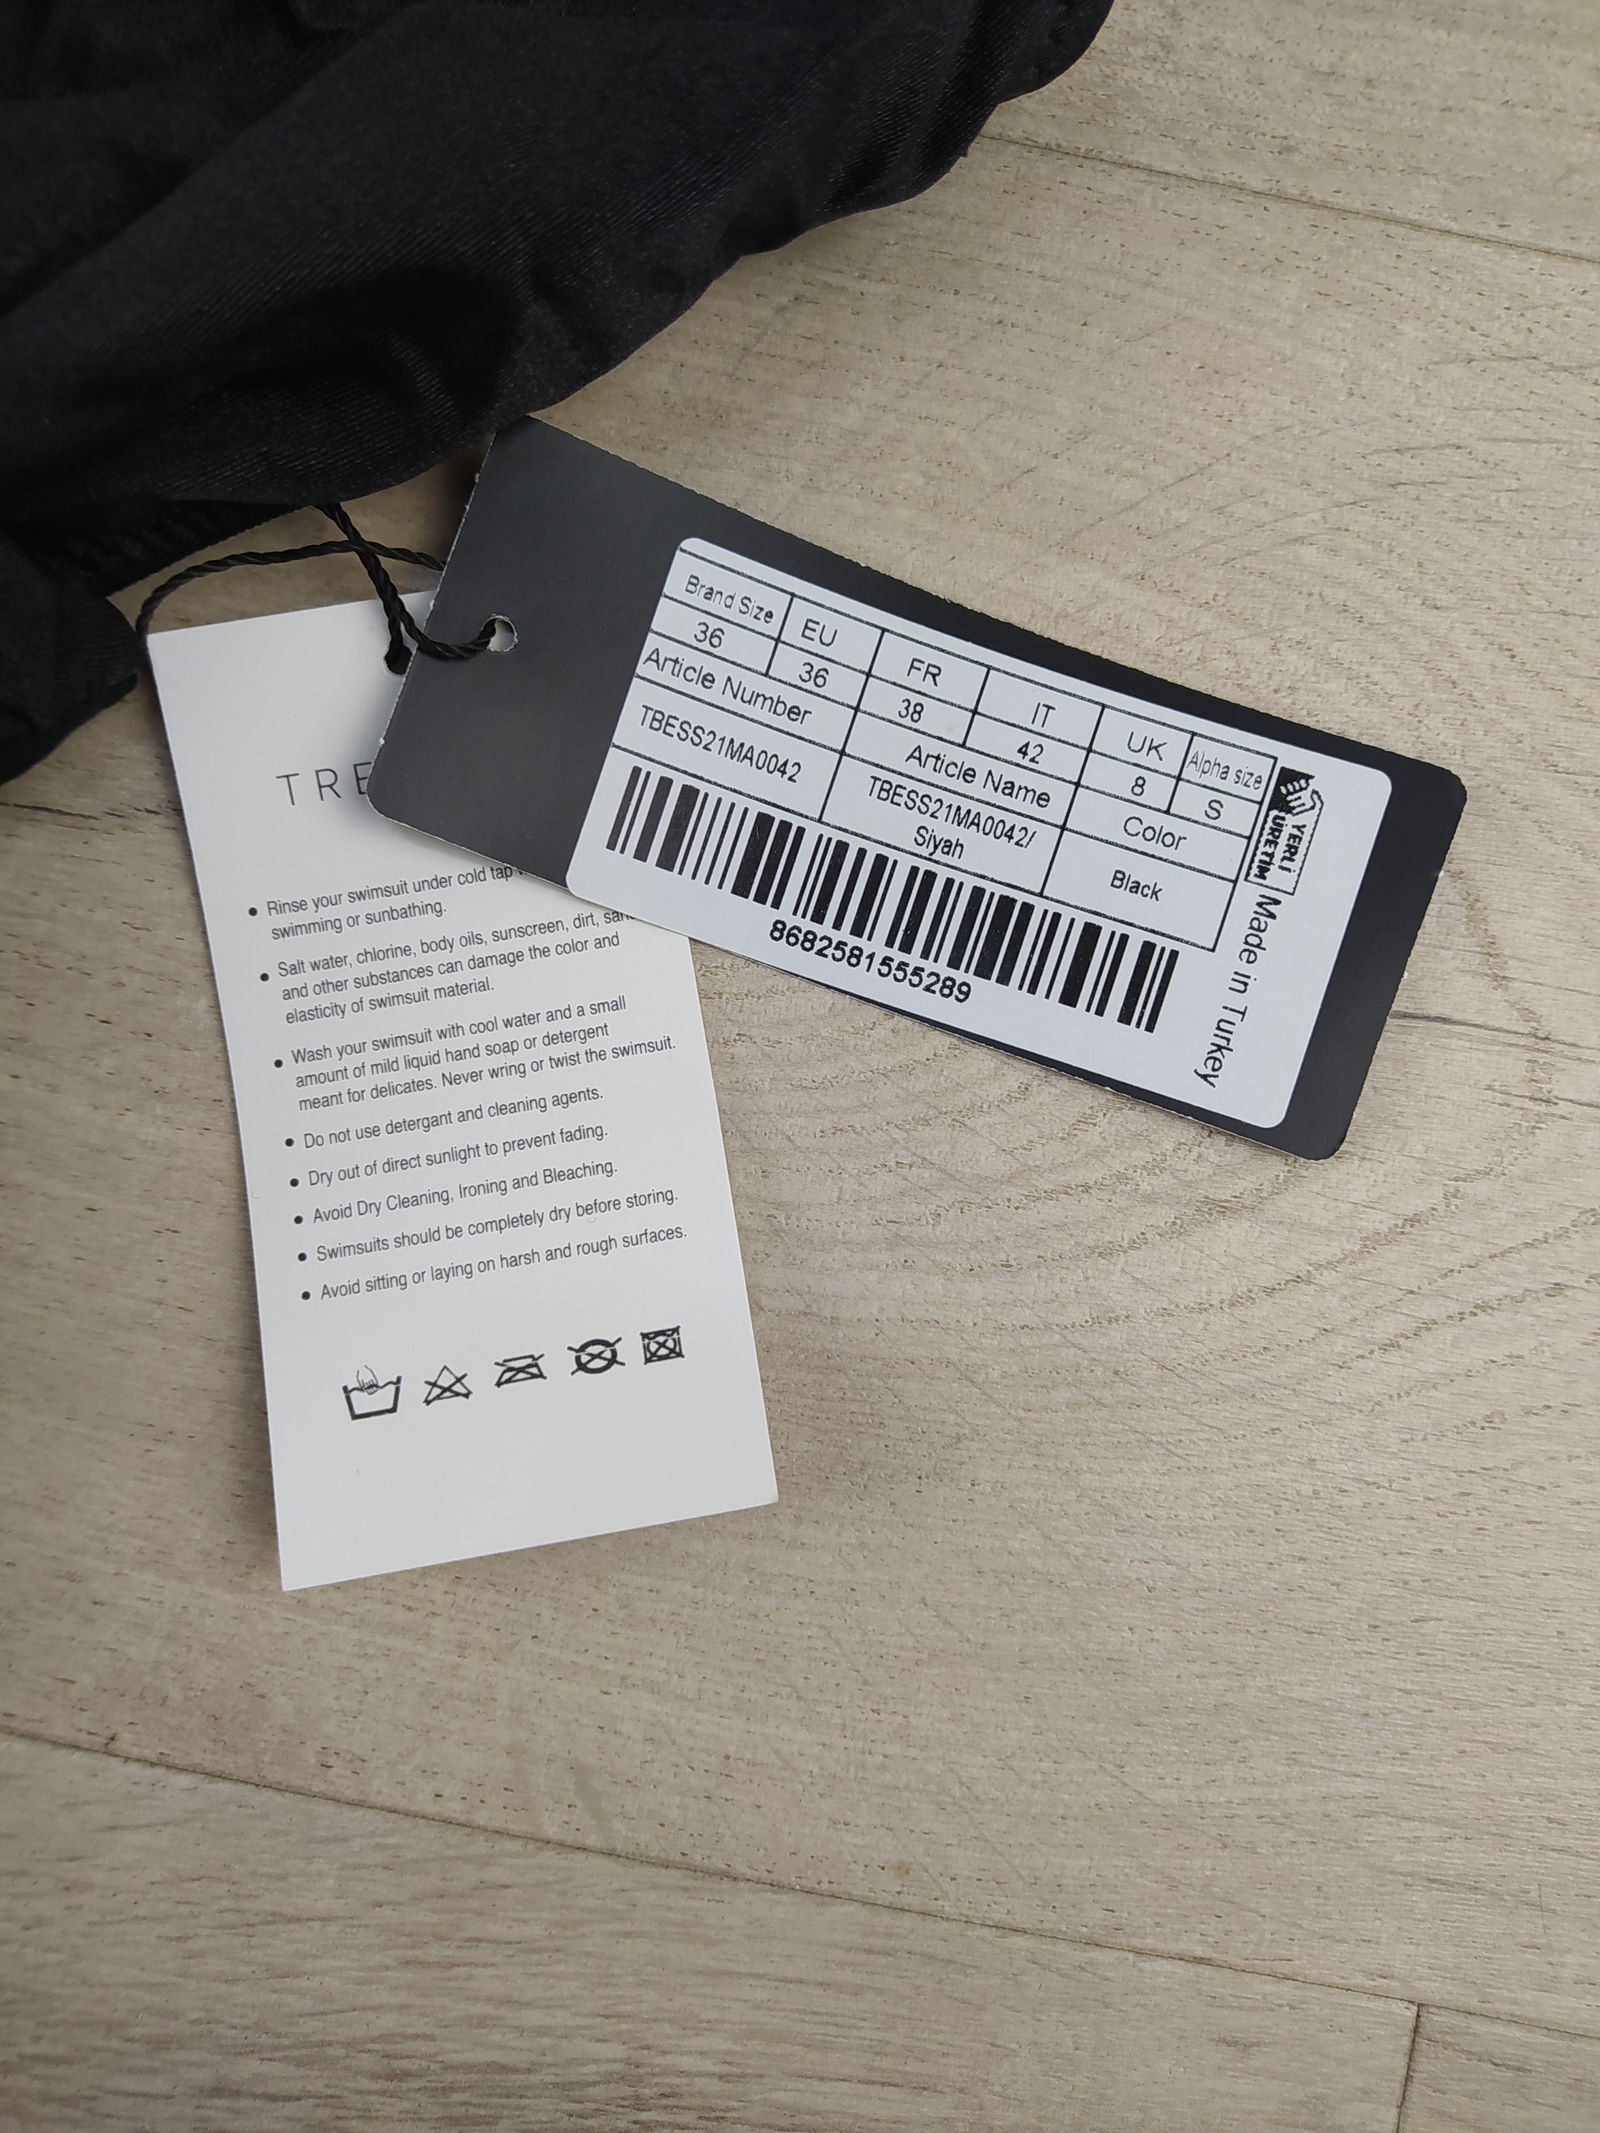 Brand Size EU FR IT UK Alpha size
36 36 38 42 8 S
Article Number Article Name Color
TBESS21MA0042 TBESS21MA0042/
Siyah Black
8682581555289
YERLİ
ÜRETİM
Made in Turkey
TRE
• Rinse your swimsuit under cold tap
swimming or sunbathing.
• Salt water, chlorine, body oils, sunscreen, dirt,
and other substances can damage the color and
elasticity of swimsuit material.
• Wash your swimsuit with cool water and a small
amount of mild liquid hand soap or detergent
meant for delicates. Never wring or twist the swimsuit.
• Do not use detergant and cleaning agents.
• Dry out of direct sunlight to prevent fading.
• Avoid Dry Cleaning, Ironing and Bleaching.
• Swimsuits should be completely dry before storing.
• Avoid sitting or laying on harsh and rough surfaces.